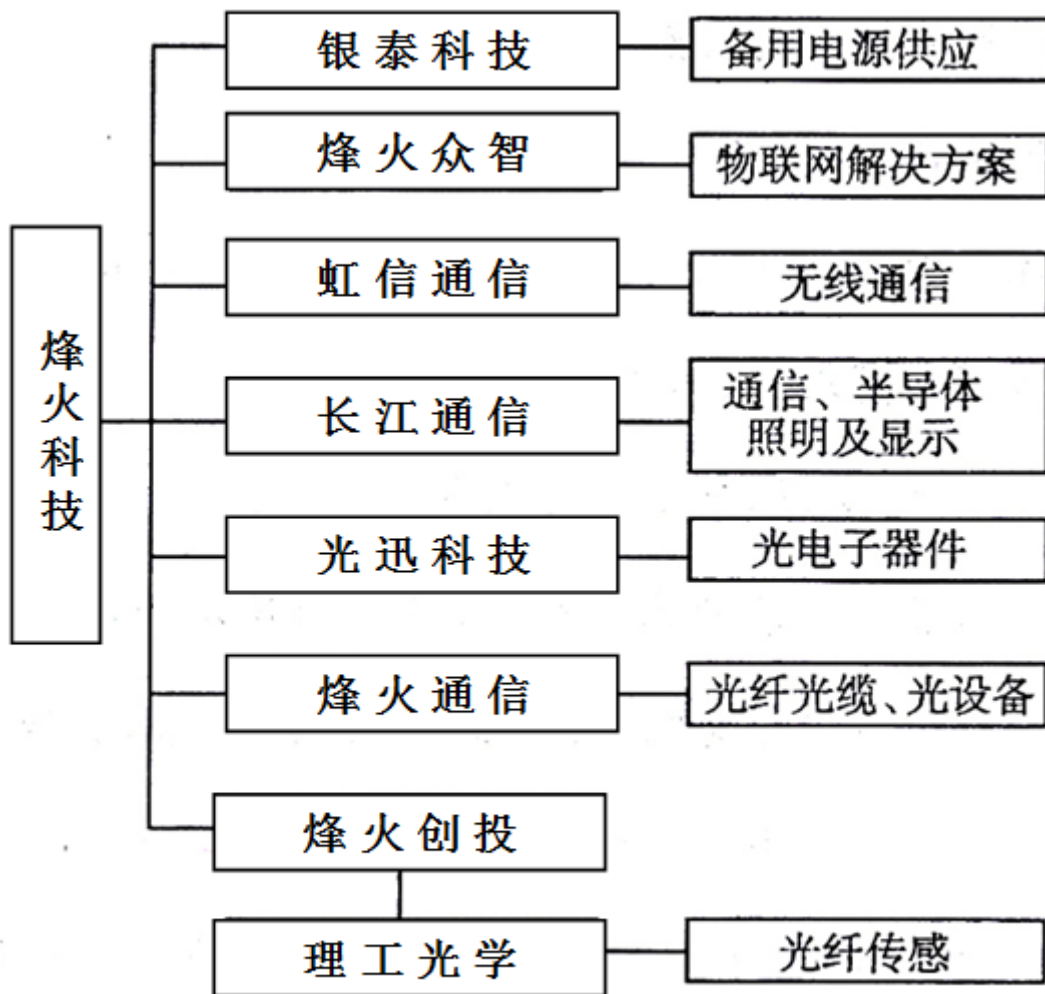 烽火科技
银泰科技
备用电源供应
烽火众智
物联网解决方案
虹信通信
无线通信
长江通信
通信、半导体
照明及显示
光迅科技
光电子器件
烽火通信
光纤光缆、光设备
烽火创投
理工光学
光纤传感